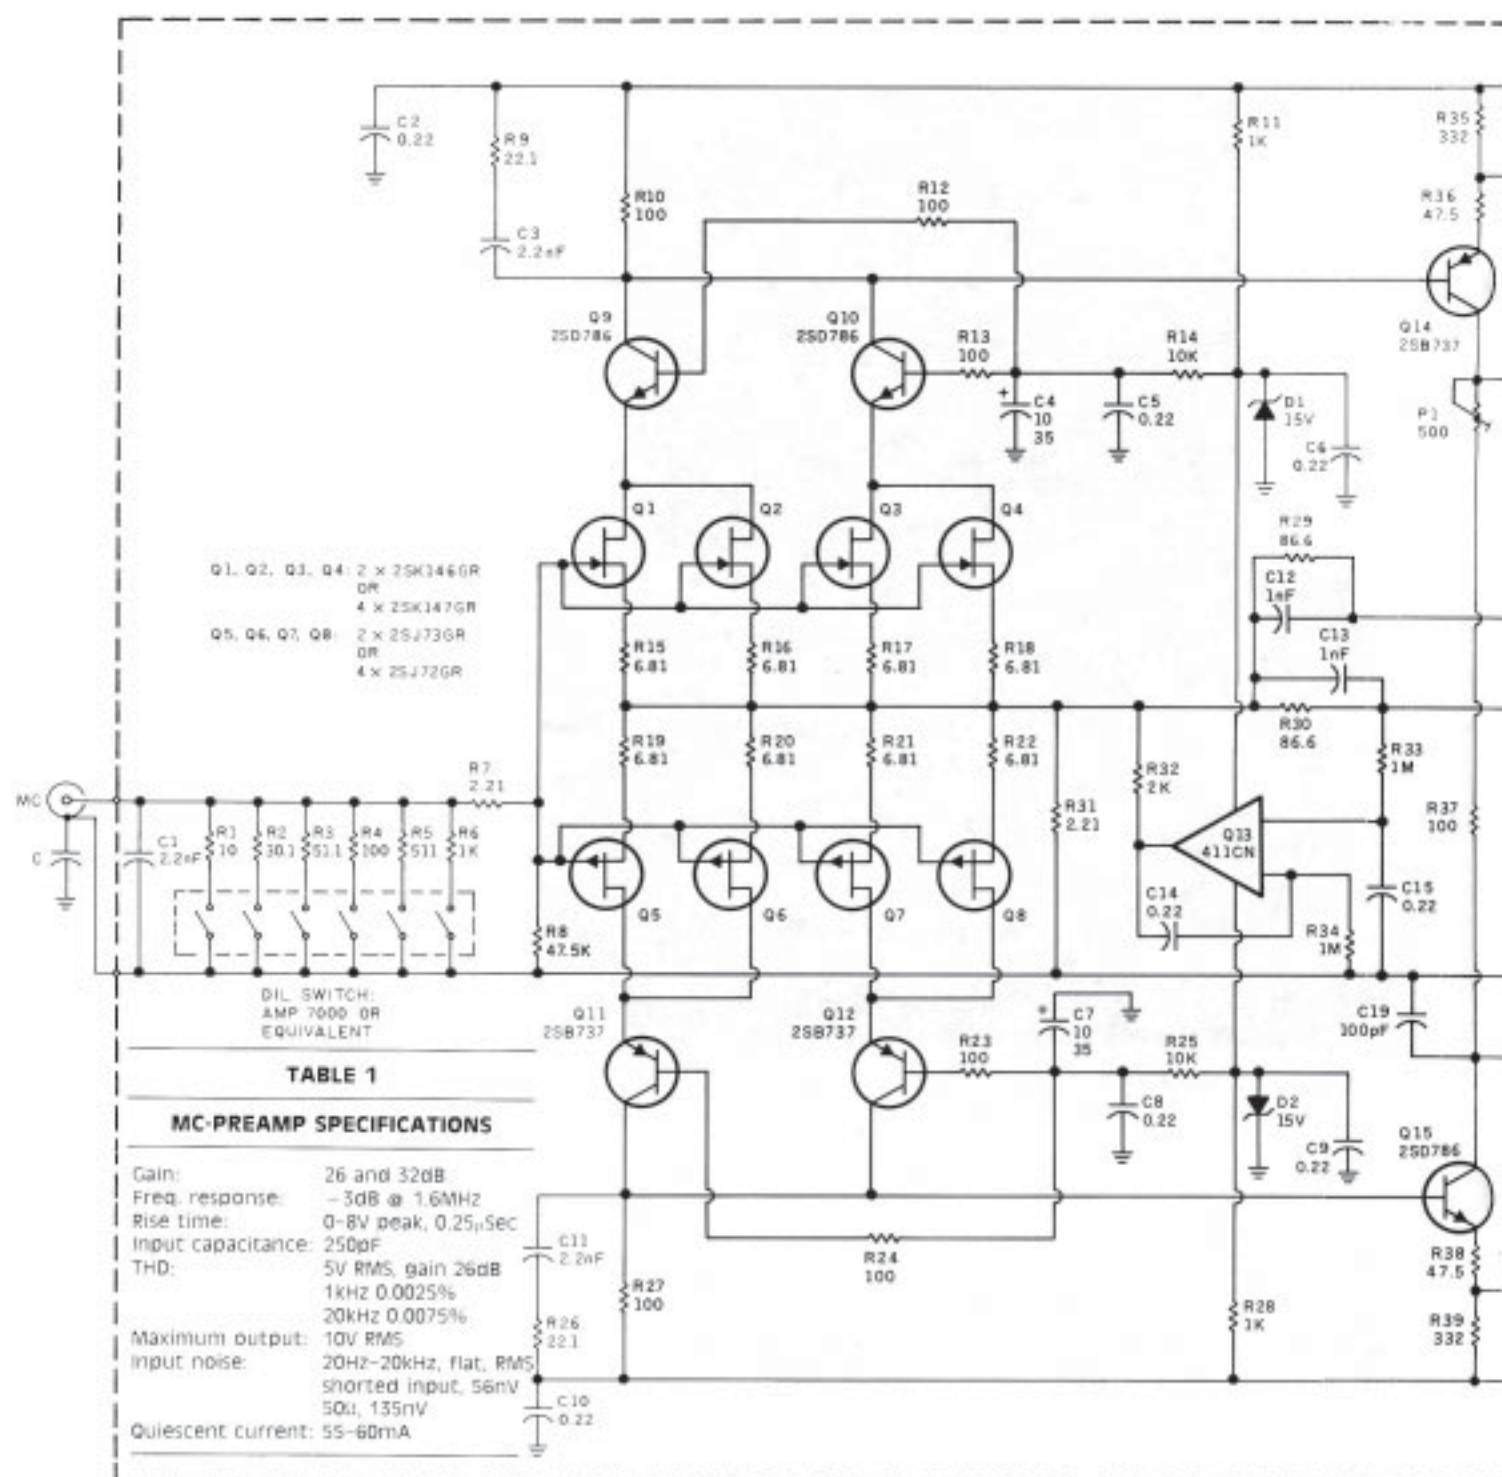 C2
0.22
R9
22.1
C3
2.2nF
R10
100
R12
100
R11
1K
R35
332
R36
47.5
Q9
2SD786
Q10
2SD786
R13
100
R14
10K
Q14
2SB737
+
C4
10
35
C5
0.22
D1
15V
C6
0.22
P1
500
Q1
Q2
Q3
Q4
Q1, Q2, Q3, Q4: 2 x 2SK146GR
OR
4 x 2SK147GR
Q5, Q6, Q7, Q8: 2 x 2SJ73GR
OR
4 x 2SJ72GR
R29
86.6
C12
1nF
C13
1nF
R15
6.81
R16
6.81
R17
6.81
R18
6.81
R30
86.6
R19
6.81
R20
6.81
R21
6.81
R22
6.81
R33
1M
R32
2K
R31
2.21
R7
2.21
MC
C
C1
2.2nF
R1
10
R2
30.1
R3
51.1
R4
100
R5
511
R6
1K
R37
100
Q13
411CN
C14
0.22
C15
0.22
R34
1M
Q5
Q6
Q7
Q8
R8
47.5K
DIL SWITCH:
AMP 7000 OR
EQUIVALENT
Q11
2SB737
Q12
2SB737
+
C7
10
35
R23
100
R25
10K
C19
100pF
C8
0.22
D2
15V
C9
0.22
Q15
2SD786
TABLE 1
MC-PREAMP SPECIFICATIONS
Gain: 26 and 32dB
Freq. response: -3dB @ 1.6MHz
Rise time: 0-8V peak, 0.25μSec
Input capacitance: 250pF
THD: 5V RMS, gain 26dB
1kHz 0.0025%
20kHz 0.0075%
Maximum output: 10V RMS
Input noise: 20Hz-20kHz, flat, RMS
shorted input, 56nV
50Ω, 135nV
Quiescent current: 55-60mA
C11
2.2nF
R24
100
R27
100
R26
22.1
R28
1K
R38
47.5
R39
332
C10
0.22